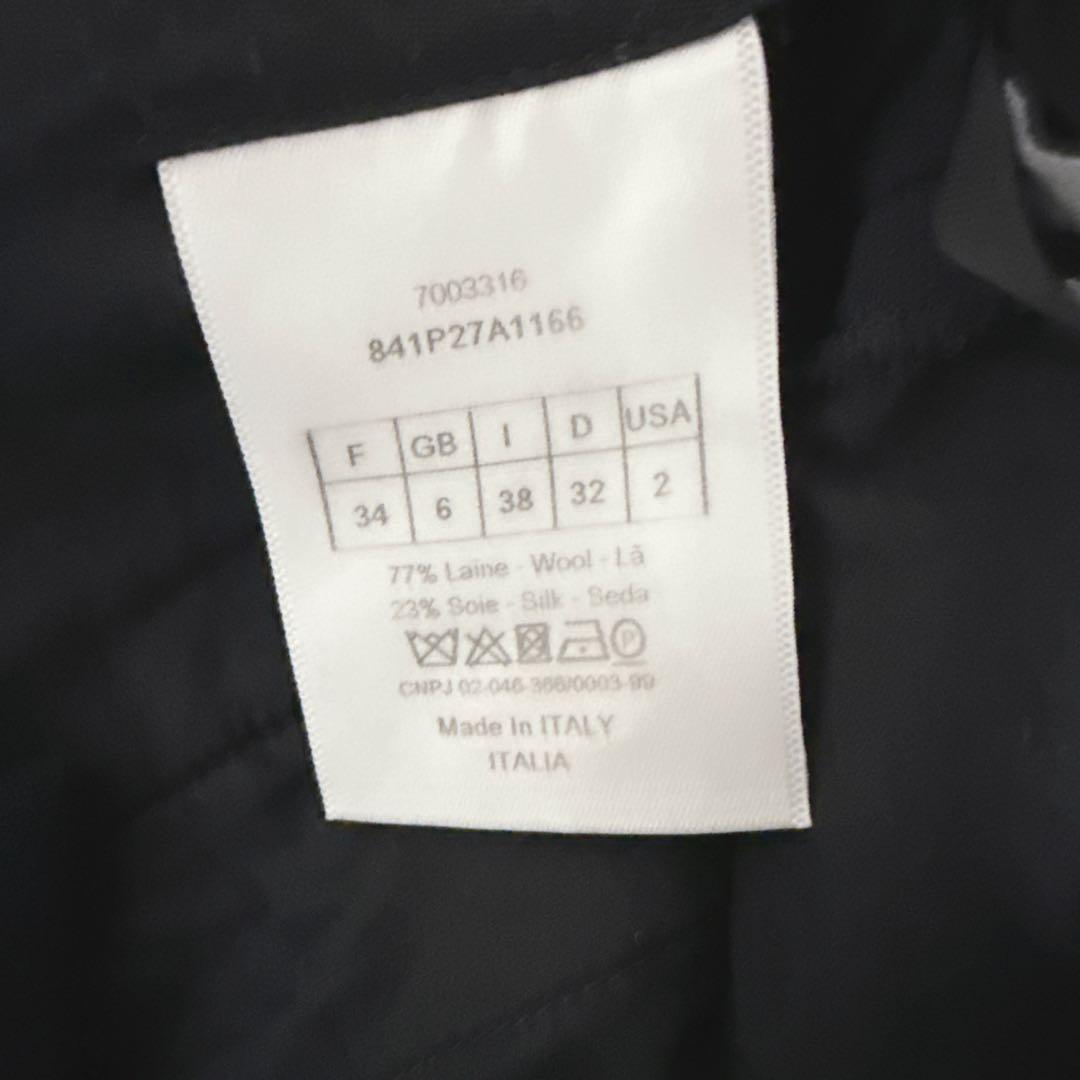 7003316
841P27A1166
F GB I D USA
34 6 38 32 2
77% Laine - Wool - Lã
23% Soie - Silk - Seda
P
CNPJ 02-046-366/0003-99
Made In ITALY
ITALIA